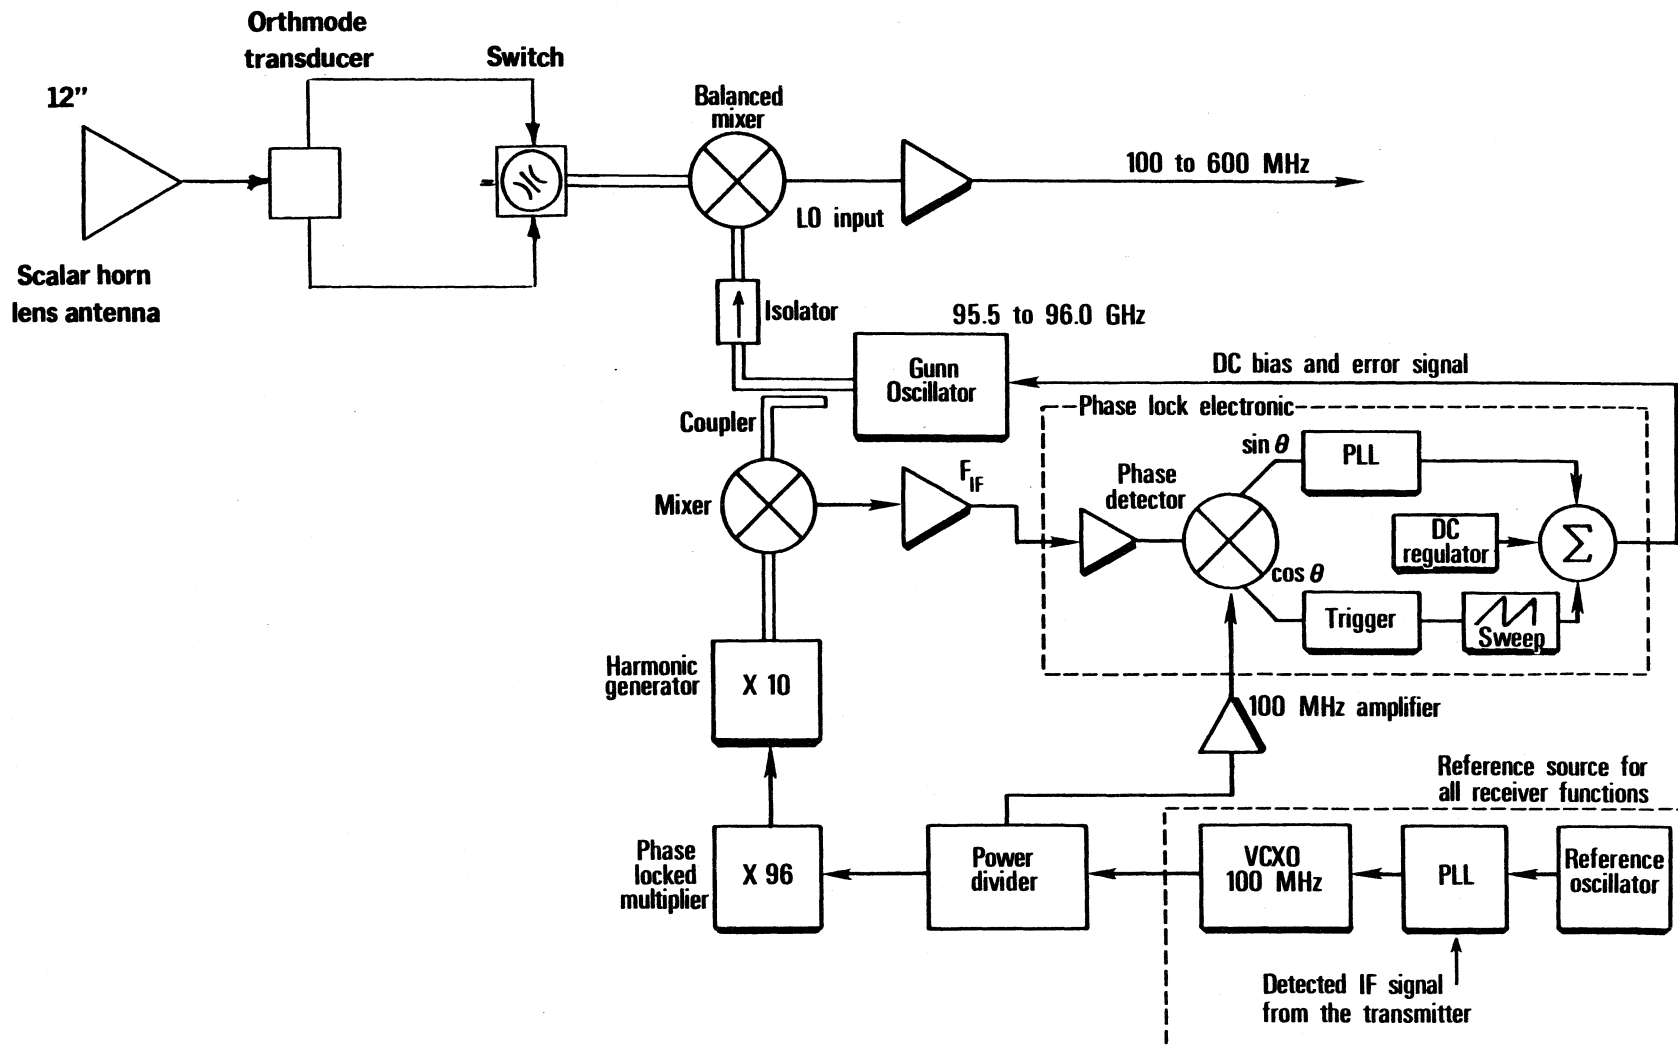 Orthmode
transducer
Switch
12”
Balanced
mixer
100 to 600 MHz
LO input
Scalar horn
lens antenna
Isolator
95.5 to 96.0 GHz
Gunn
Oscillator
DC bias and error signal
Phase lock electronic
Coupler
sin θ
PLL
F IF
Phase
detector
Mixer
DC
regulator
Σ
cos θ
Trigger
Sweep
Harmonic
generator
X 10
100 MHz amplifier
Reference source for
all receiver functions
Phase
locked
multiplier
X 96
Power
divider
VCXO
100 MHz
PLL
Reference
oscillator
Detected IF signal
from the transmitter